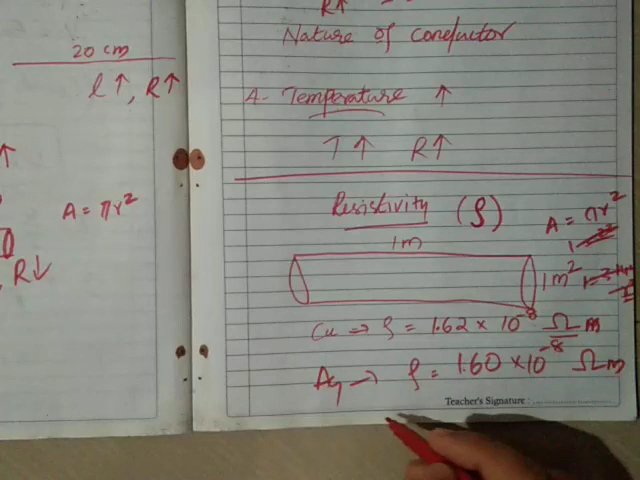 20 cm
l↑, R↑
↑
A = πr²
R↓
R↑
Nature of conductor
4- Temperature ↑
T↑ R↑
Resistivity (ρ)
A = πr²
1m
1m²
Cu → ρ = 1.62 × 10⁻⁸ Ω m
Ag → ρ = 1.60 × 10⁻⁸ Ω m
Teacher's Signature :